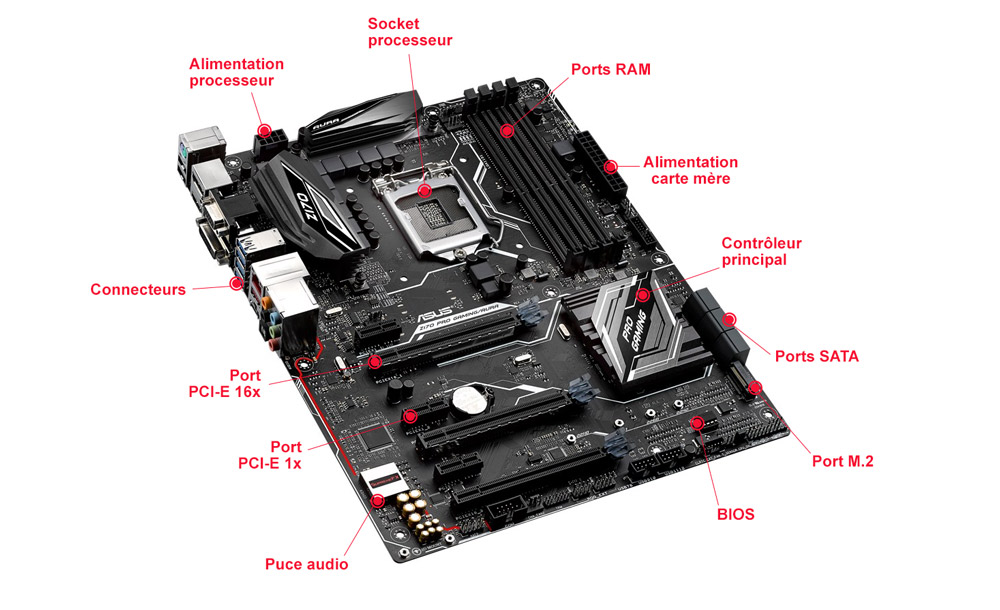 Socket
processeur
Alimentation
processeur
Ports RAM
AURA
Alimentation
carte mère
Z170
Contrôleur
principal
Connecteurs
ASUS
Z170 PRO GAMING/AURA
PRO
GAMING
Ports SATA
Port
PCI-E 16x
Port
PCI-E 1x
Port M.2
BIOS
Puce audio